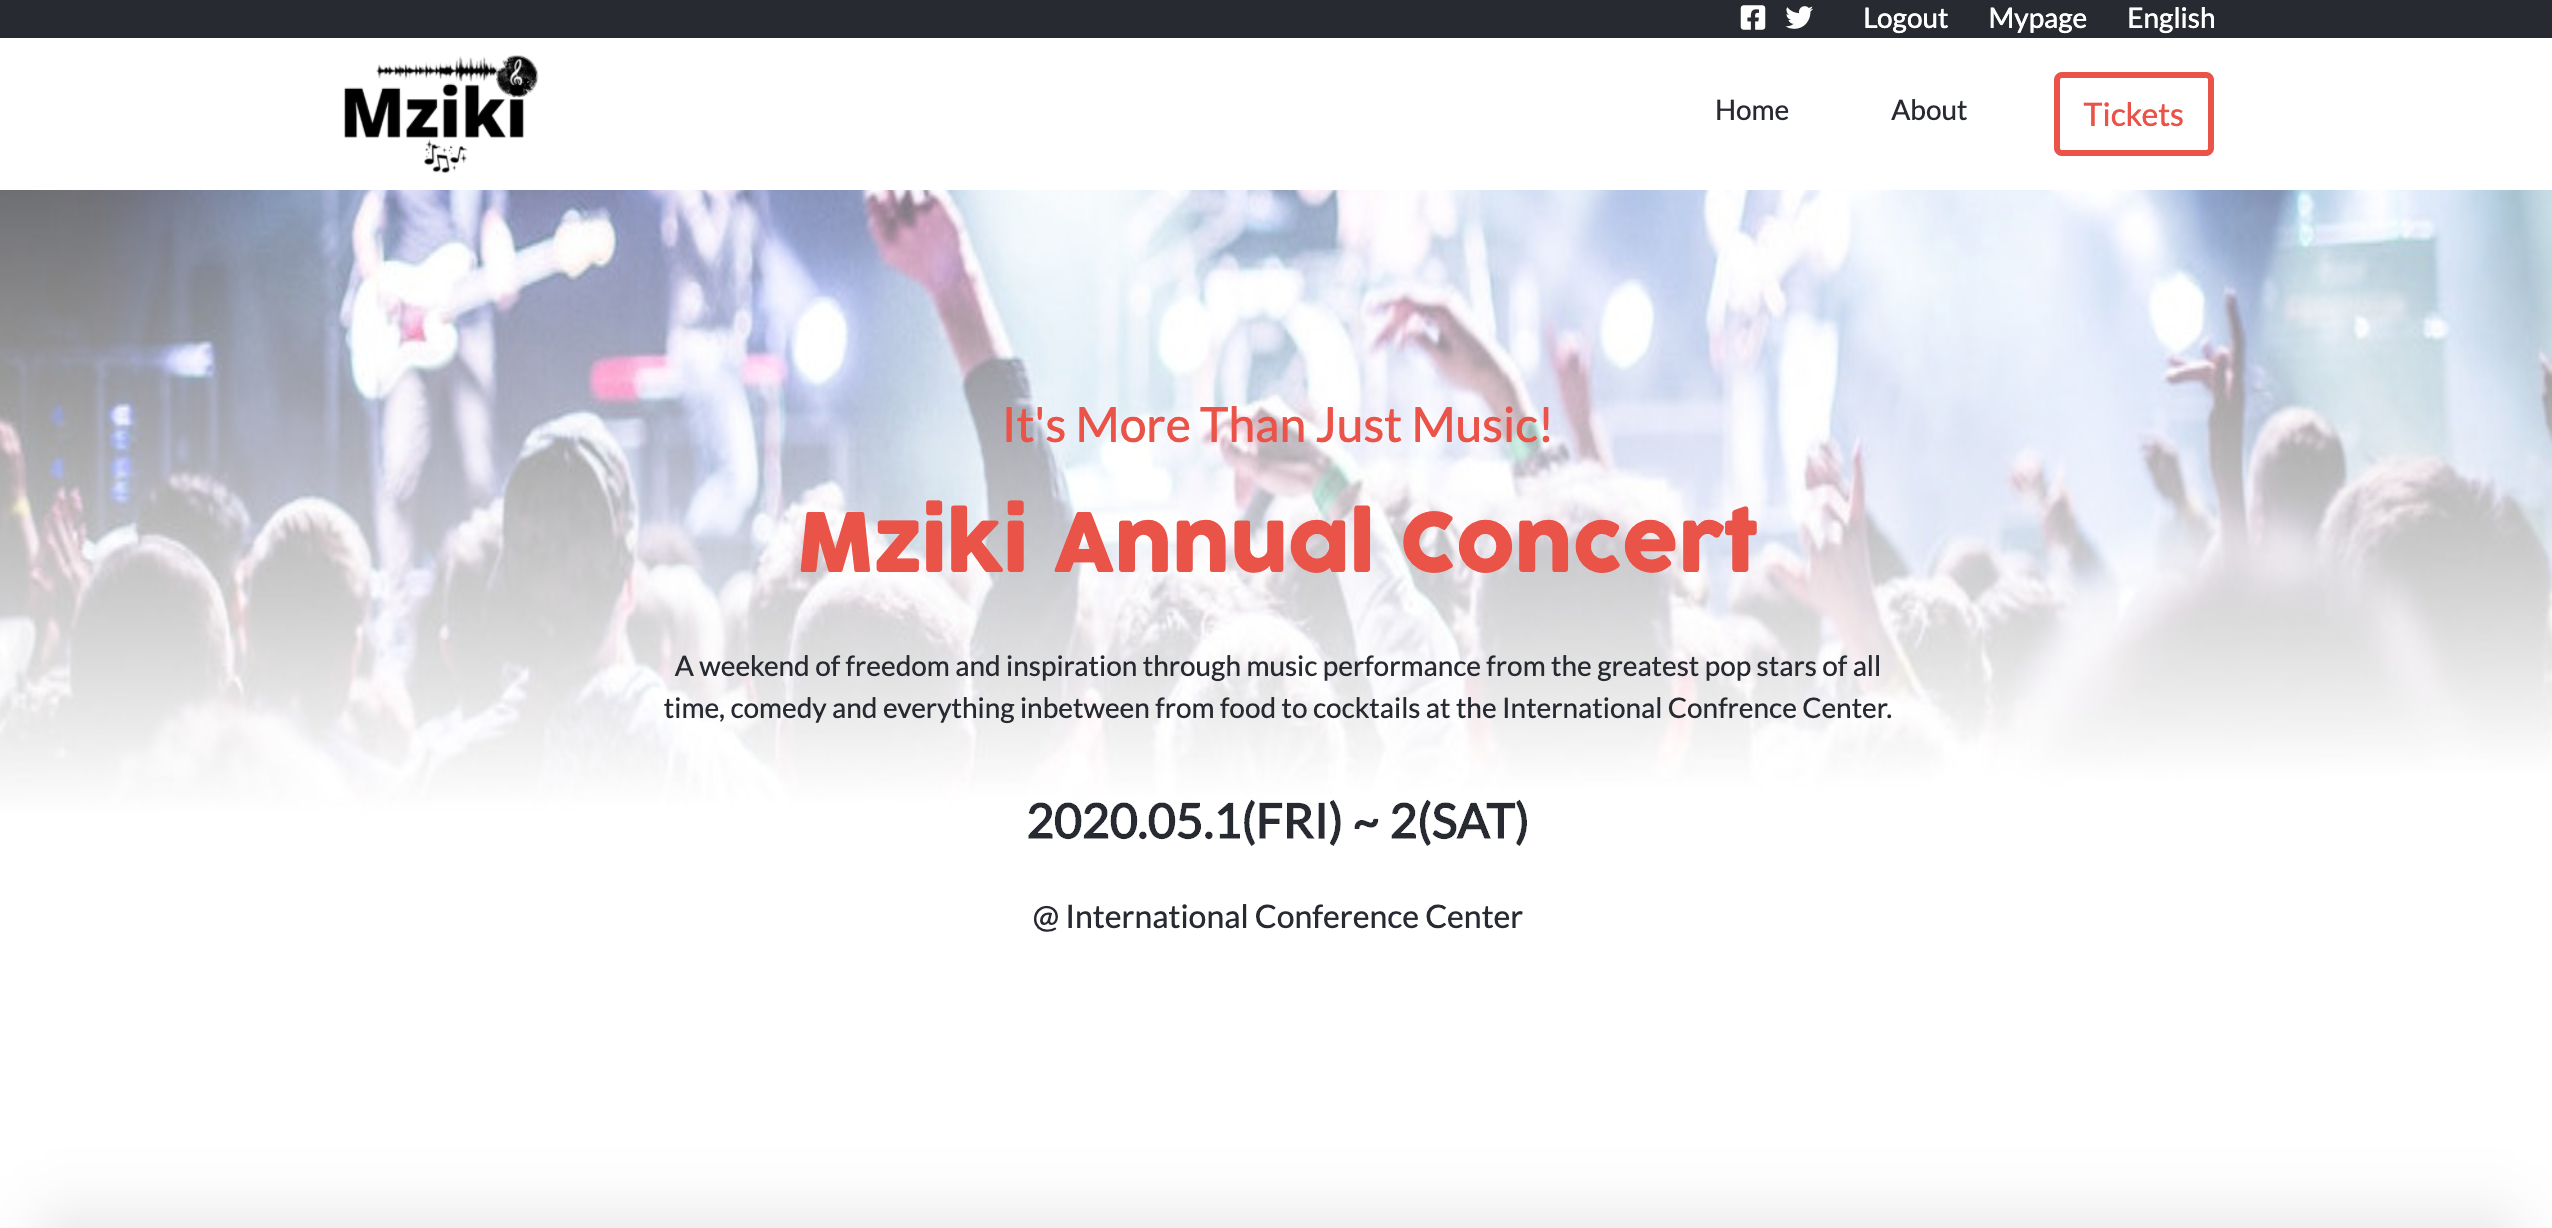 Logout Mypage English
Mziki
Home About Tickets
It's More Than Just Music!
Mziki Annual Concert
A weekend of freedom and inspiration through music performance from the greatest pop stars of all
time, comedy and everything inbetween from food to cocktails at the International Confrence Center.
2020.05.1(FRI) ~ 2(SAT)
@ International Conference Center